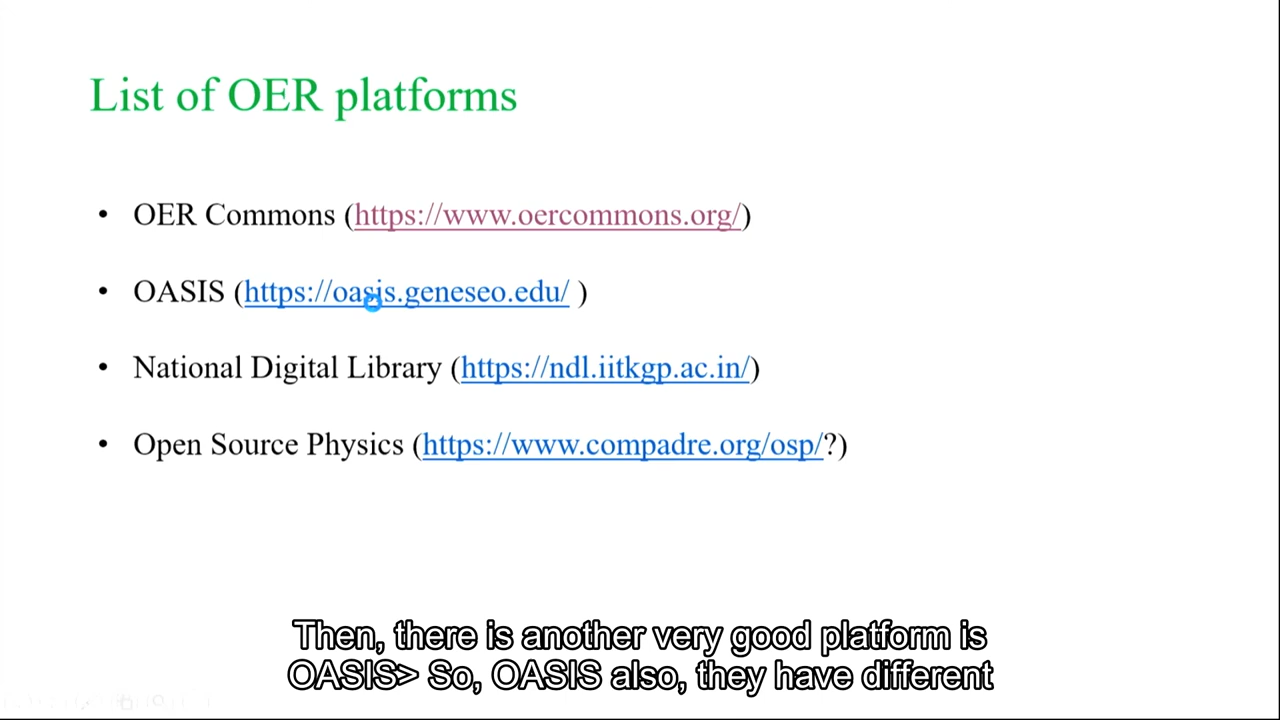 List of OER platforms
• OER Commons (https://www.oercommons.org/)
• OASIS (https://oasis.geneseo.edu/ )
• National Digital Library (https://ndl.iitkgp.ac.in/)
• Open Source Physics (https://www.compadre.org/osp/?)
Then, there is another very good platform is
OASIS> So, OASIS also, they have different